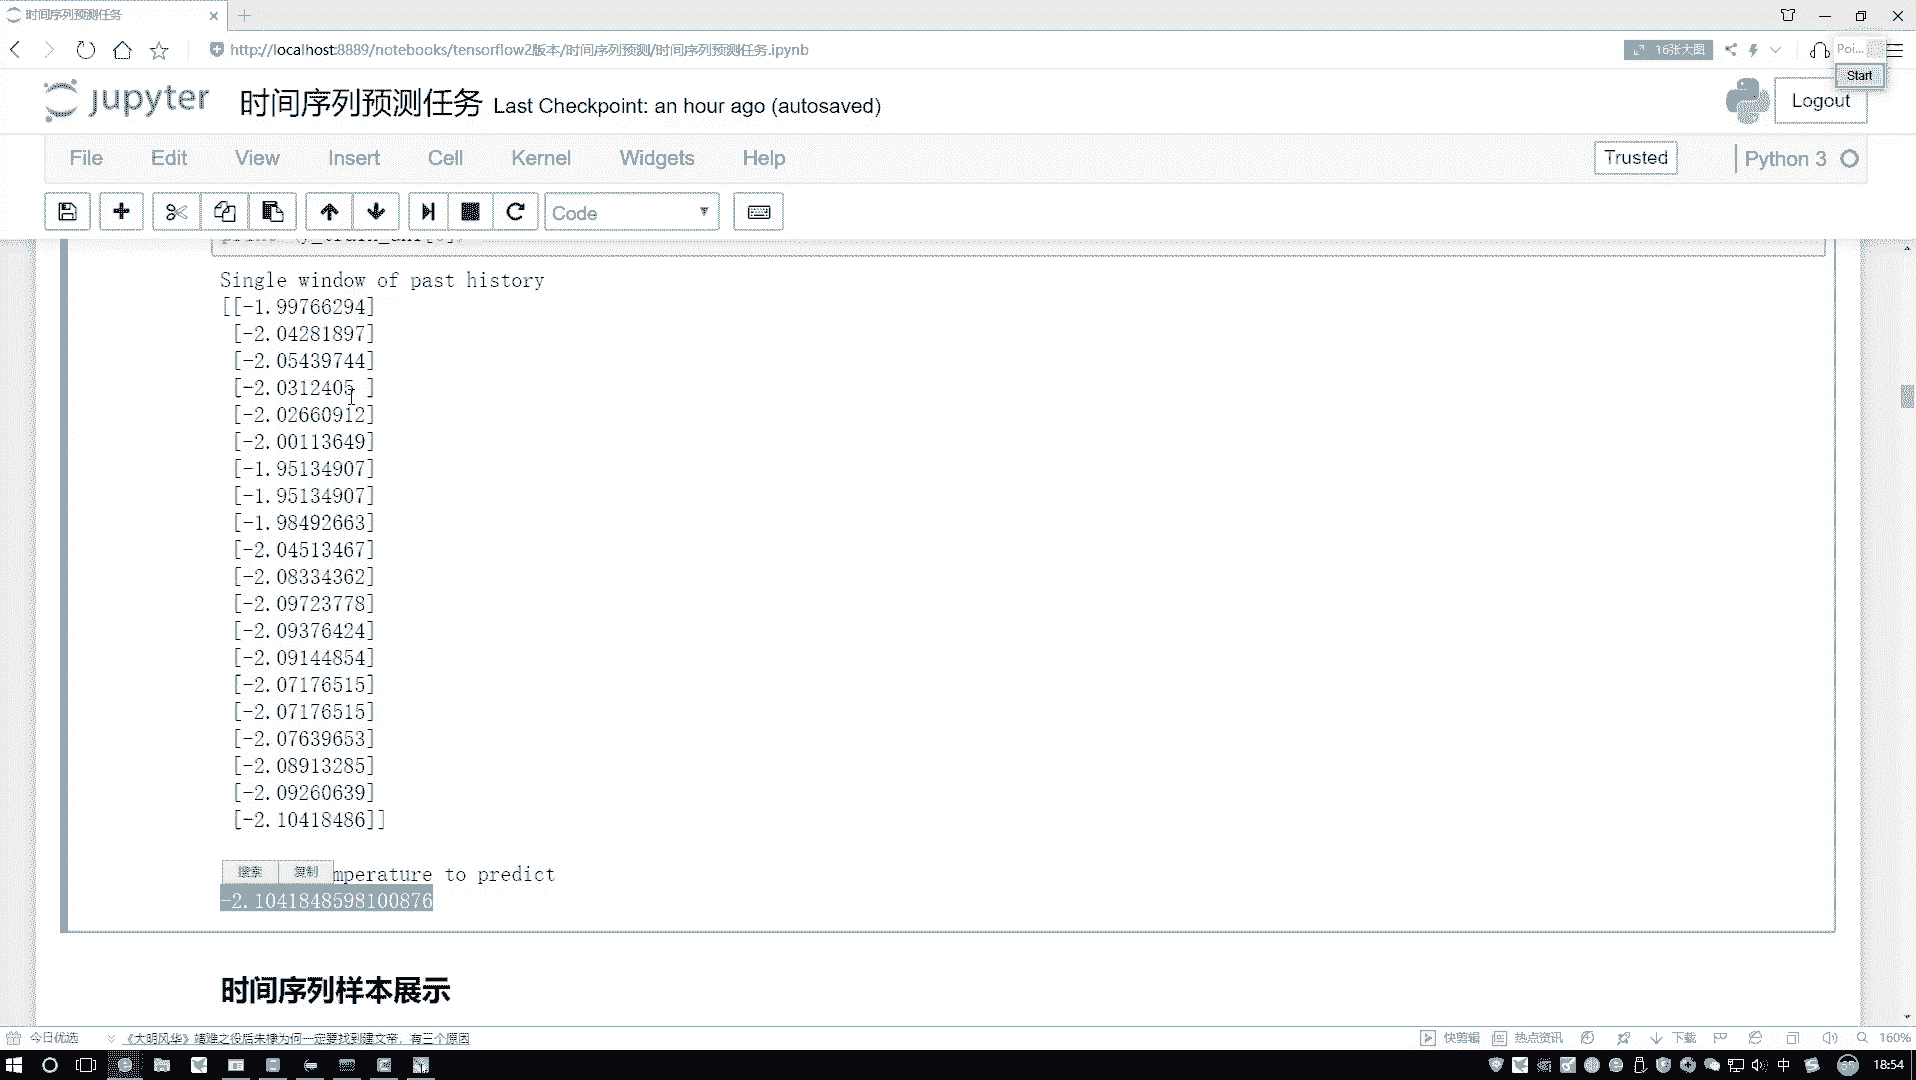 时间序列预测任务
http://localhost:8889/notebooks/tensorflow2版本/时间序列预测/时间序列预测任务.ipynb
16张大图
Poi...
Start
jupyter 时间序列预测任务 Last Checkpoint: an hour ago (autosaved)
Logout
File Edit View Insert Cell Kernel Widgets Help
Trusted
Python 3
Code
Single window of past history
[[-1.99766294]
[-2.04281897]
[-2.05439744]
[-2.0312405 ]
[-2.02660912]
[-2.00113649]
[-1.95134907]
[-1.95134907]
[-1.98492663]
[-2.04513467]
[-2.08334362]
[-2.09723778]
[-2.09376424]
[-2.09144854]
[-2.07176515]
[-2.07176515]
[-2.07639653]
[-2.08913285]
[-2.09260639]
[-2.10418486]]
搜索 复制 mperature to predict
-2.1041848598100876
时间序列样本展示
今日优选 《大明风华》靖难之役后朱棣为何一定要找到建文帝，有三个原因
快剪辑 热点资讯 下载 160%
中 55 18:54